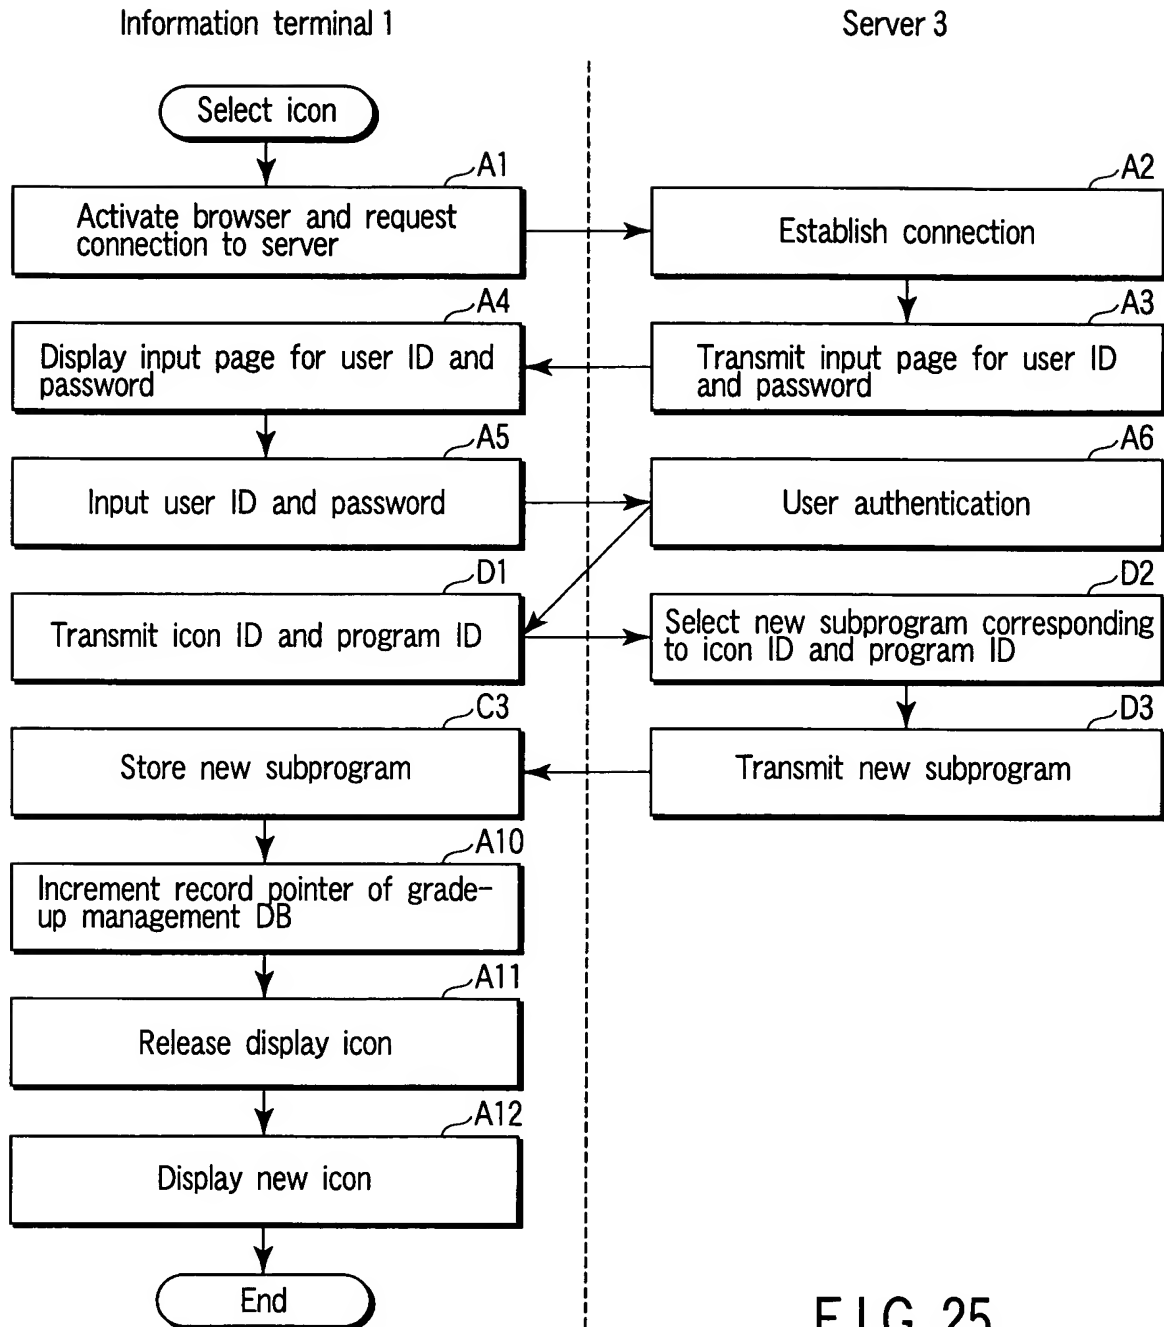 Information terminal 1
Server 3
Select icon
A1
Activate browser and request
connection to server
A2
Establish connection
A4
Display input page for user ID and
password
A3
Transmit input page for user ID
and password
A5
Input user ID and password
A6
User authentication
D1
Transmit icon ID and program ID
D2
Select new subprogram corresponding
to icon ID and program ID
C3
Store new subprogram
D3
Transmit new subprogram
A10
Increment record pointer of grade-
up management DB
A11
Release display icon
A12
Display new icon
End
FIG. 25